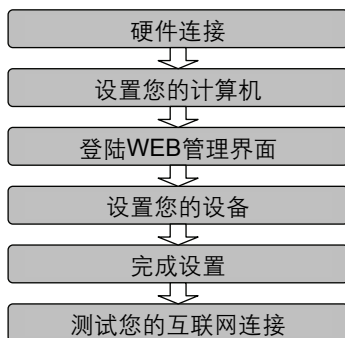 硬件连接
设置您的计算机
登陆WEB管理界面
设置您的设备
完成设置
测试您的互联网连接